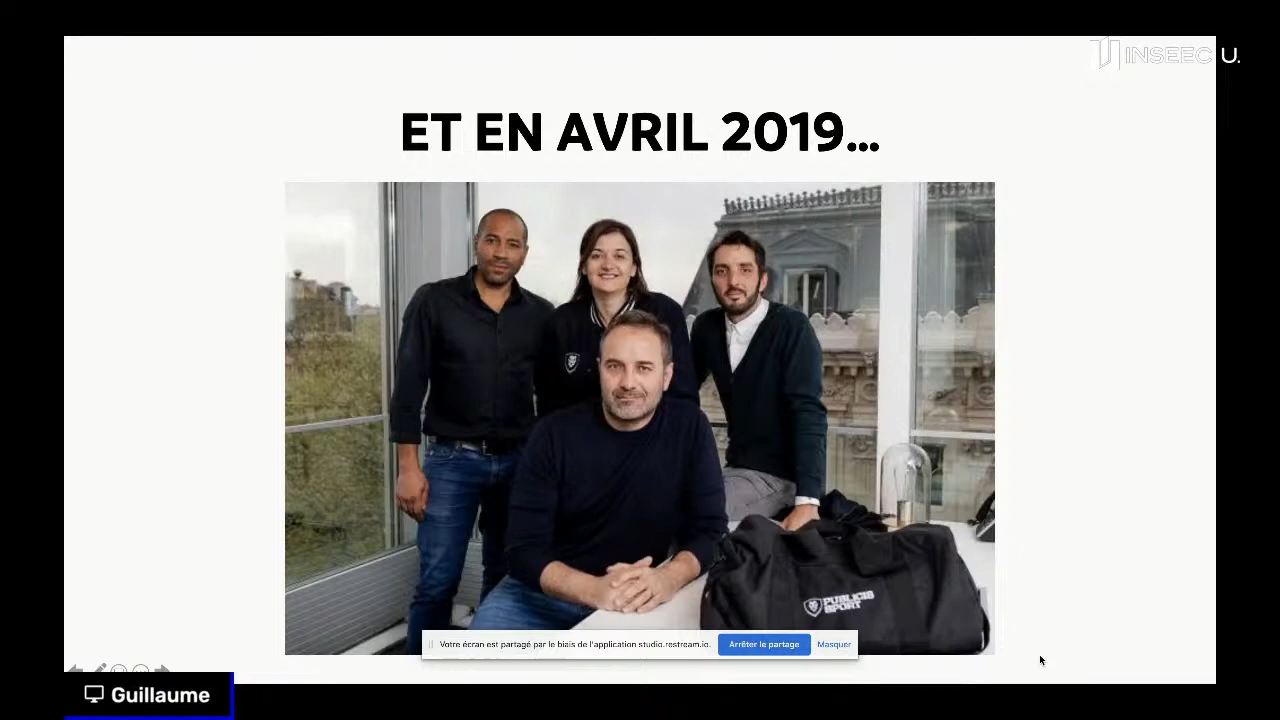 INSEEC U.
ET EN AVRIL 2019...
PUBLICIS
SPORT
Votre écran est partagé par le biais de l'application studio.restream.io.
Arrêter le partage
Masquer
Guillaume